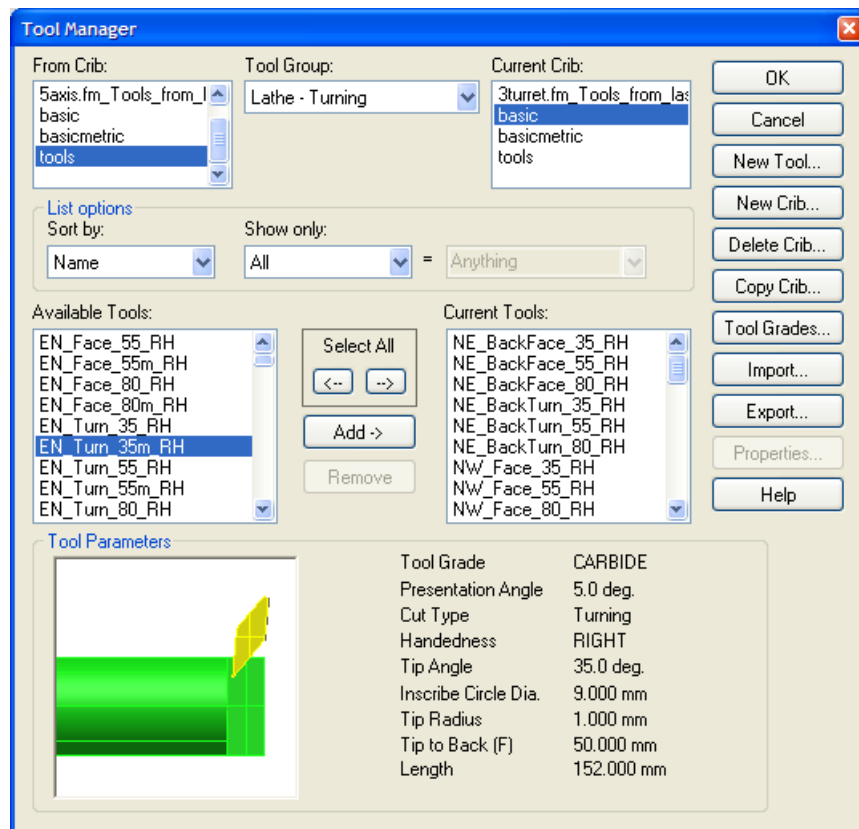 Tool Manager
From Crib:
5axis.fm_Tools_from_l
basic
basicmetric
tools
Tool Group:
Lathe - Turning
Current Crib:
3turret.fm_Tools_from_las
basic
basicmetric
tools
OK
Cancel
New Tool...
New Crib...
Delete Crib...
Copy Crib...
Tool Grades...
Import...
Export...
Properties...
Help
List options
Sort by:
Name
Show only:
All
=
Anything
Available Tools:
EN_Face_55_RH
EN_Face_55m_RH
EN_Face_80_RH
EN_Face_80m_RH
EN_Turn_35_RH
EN_Turn_35m_RH
EN_Turn_55_RH
EN_Turn_55m_RH
EN_Turn_80_RH
Select All
<--
-->
Add ->
Remove
Current Tools:
NE_BackFace_35_RH
NE_BackFace_55_RH
NE_BackFace_80_RH
NE_BackTurn_35_RH
NE_BackTurn_55_RH
NE_BackTurn_80_RH
NW_Face_35_RH
NW_Face_55_RH
NW_Face_80_RH
Tool Parameters
Tool Grade CARBIDE
Presentation Angle 5.0 deg.
Cut Type Turning
Handedness RIGHT
Tip Angle 35.0 deg.
Inscribe Circle Dia. 9.000 mm
Tip Radius 1.000 mm
Tip to Back (F) 50.000 mm
Length 152.000 mm